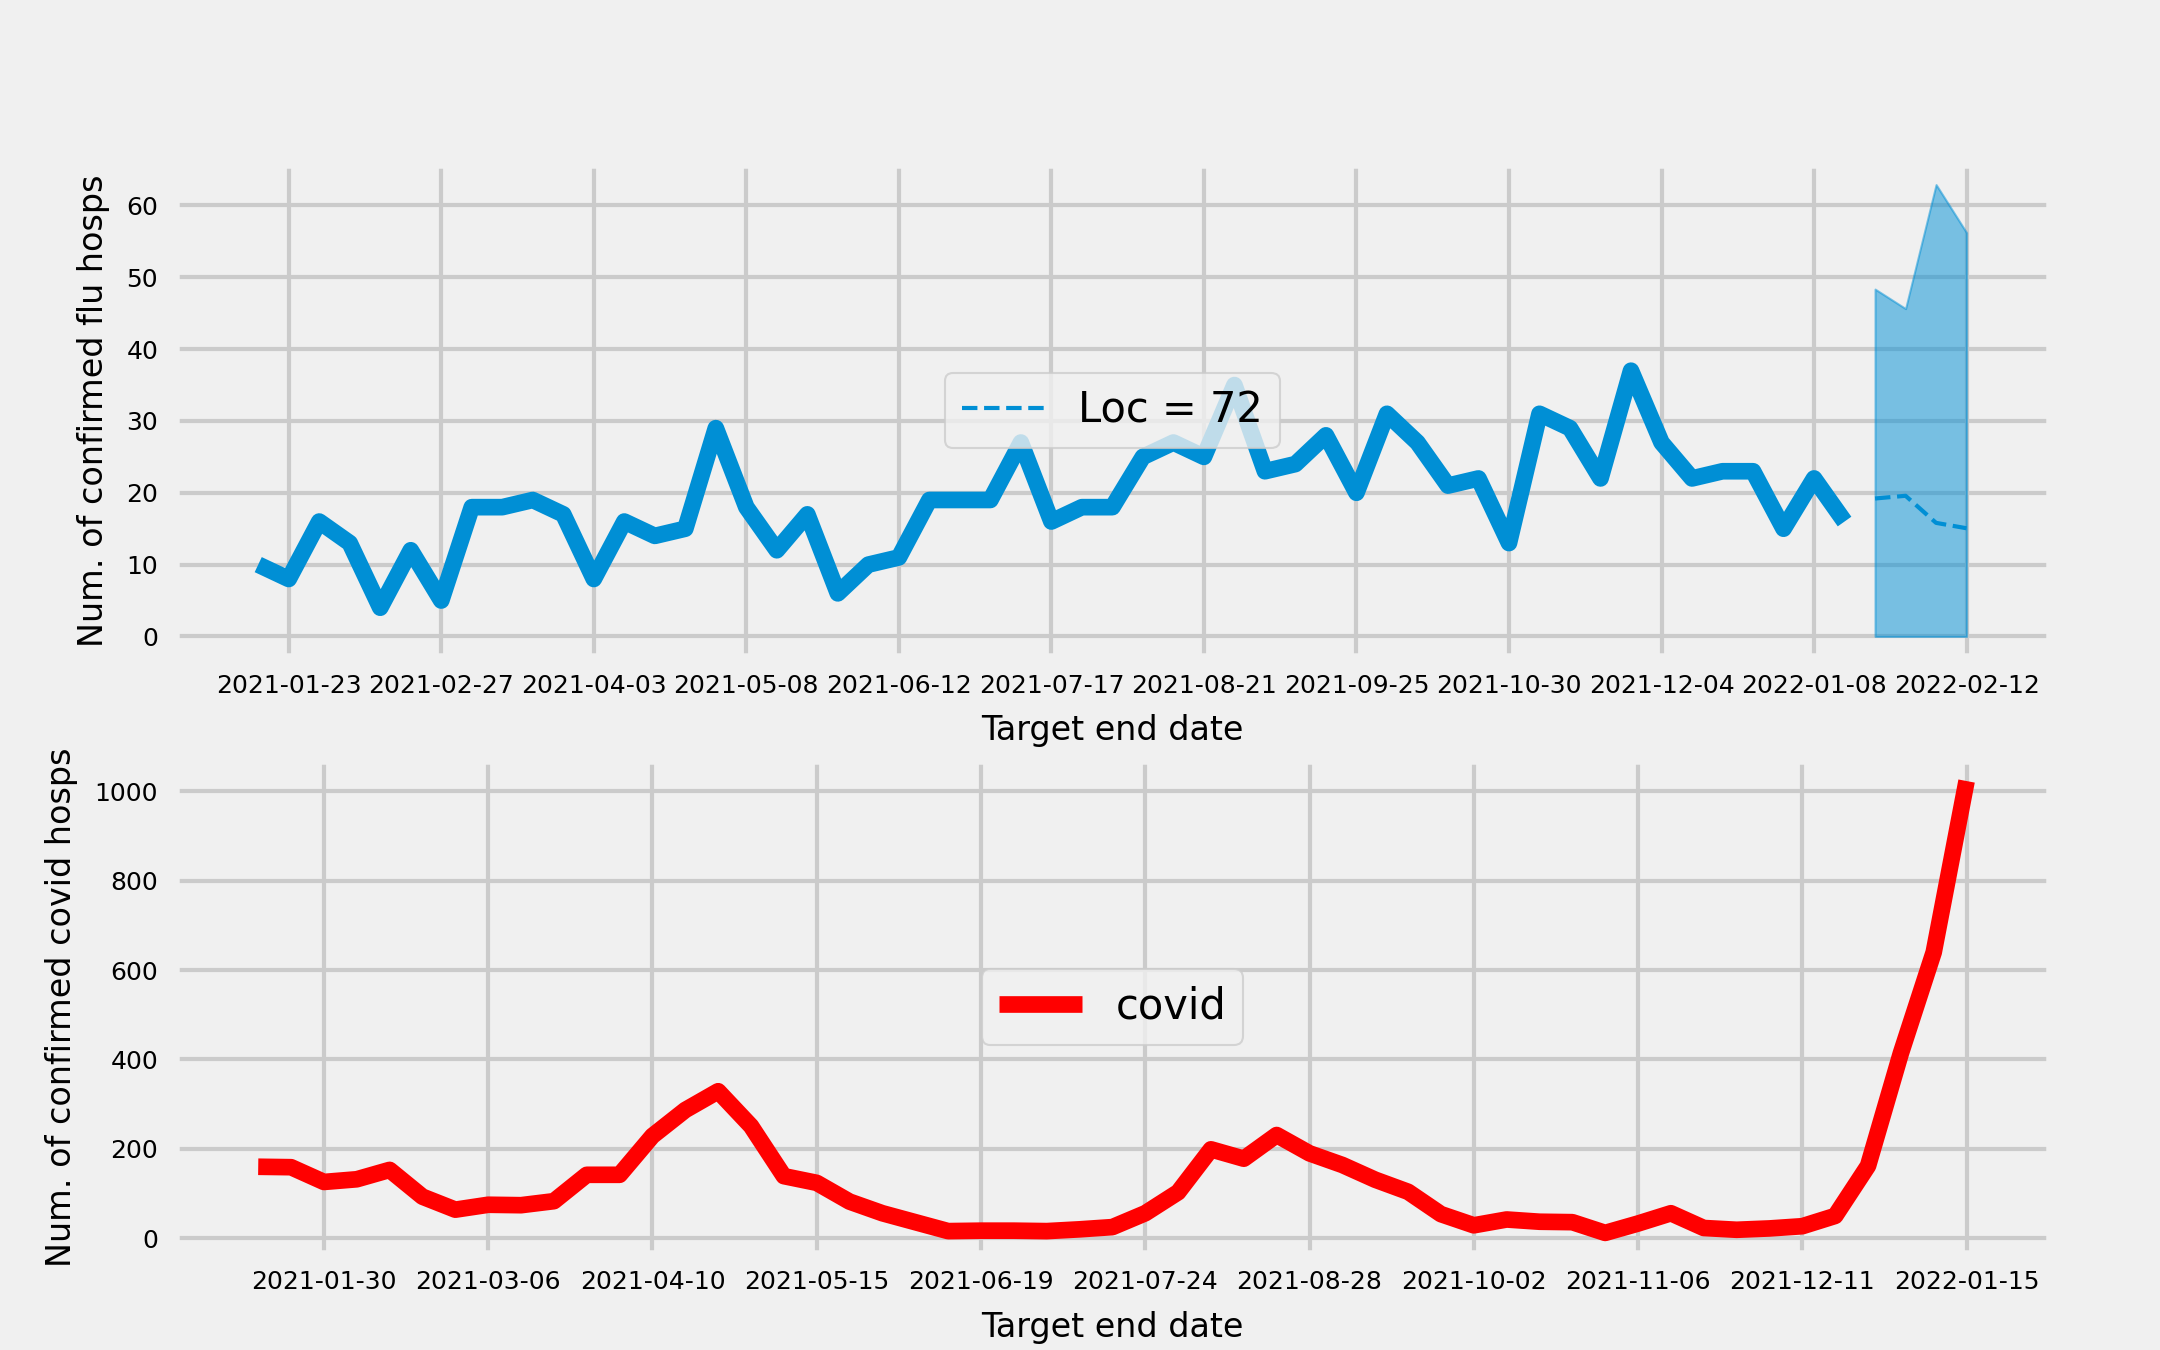 Num. of confirmed flu hosps
60
50
40
30
20
10
0
Loc = 72
2021-01-23 2021-02-27 2021-04-03 2021-05-08 2021-06-12 2021-07-17 2021-08-21 2021-09-25 2021-10-30 2021-12-04 2022-01-08 2022-02-12
Target end date
Num. of confirmed covid hosps
1000
800
600
400
200
0
covid
2021-01-30 2021-03-06 2021-04-10 2021-05-15 2021-06-19 2021-07-24 2021-08-28 2021-10-02 2021-11-06 2021-12-11 2022-01-15
Target end date